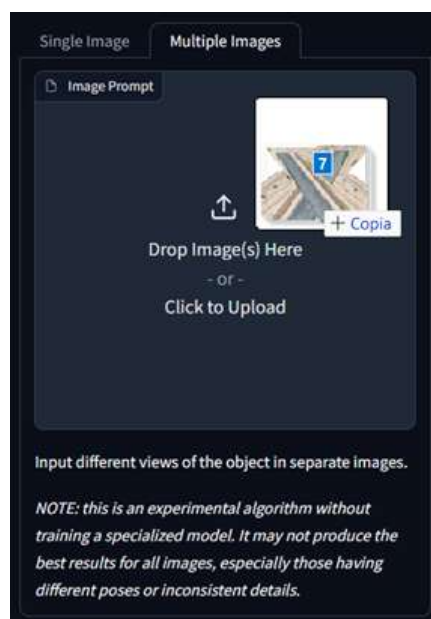 Single Image
Multiple Images
Image Prompt
7
+ Copia
Drop Image(s) Here
- or -
Click to Upload
Input different views of the object in separate images.
NOTE: this is an experimental algorithm without
training a specialized model. It may not produce the
best results for all images, especially those having
different poses or inconsistent details.